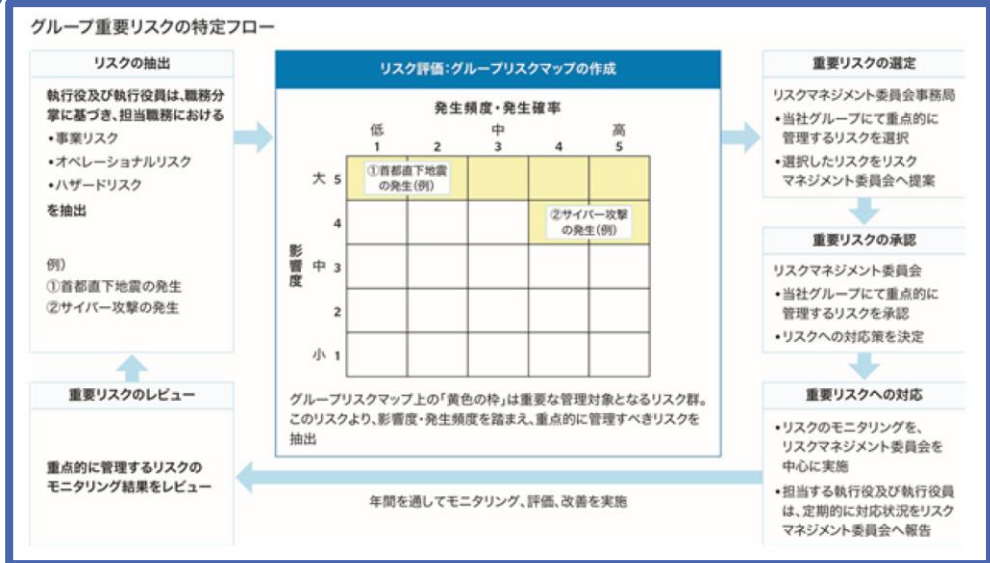 グループ重要リスクの特定フロー
リスクの抽出
執行役及び執行役員は、職務分
掌に基づき、担当職務における
•事業リスク
•オペレーショナルリスク
•ハザードリスク
を抽出
例)
①首都直下地震の発生
②サイバー攻撃の発生
リスク評価:グループリスクマップの作成
発生頻度・発生確率
低 中 高
1 2 3 4 5
影響度
大 5
4
中 3
2
小 1
①首都直下地震
の発生(例)
②サイバー攻撃
の発生(例)
グループリスクマップ上の「黄色の枠」は重要な管理対象となるリスク群。
このリスクより、影響度・発生頻度を踏まえ、重点的に管理すべきリスクを
抽出
重要リスクの選定
リスクマネジメント委員会事務局
•当社グループにて重点的に
管理するリスクを選択
•選択したリスクをリスク
マネジメント委員会へ提案
重要リスクの承認
リスクマネジメント委員会
•当社グループにて重点的に
管理するリスクを承認
•リスクへの対応策を決定
重要リスクへの対応
•リスクのモニタリングを、
リスクマネジメント委員会を
中心に実施
•担当する執行役及び執行役員
は、定期的に対応状況をリスク
マネジメント委員会へ報告
年間を通してモニタリング、評価、改善を実施
重要リスクのレビュー
重点的に管理するリスクの
モニタリング結果をレビュー